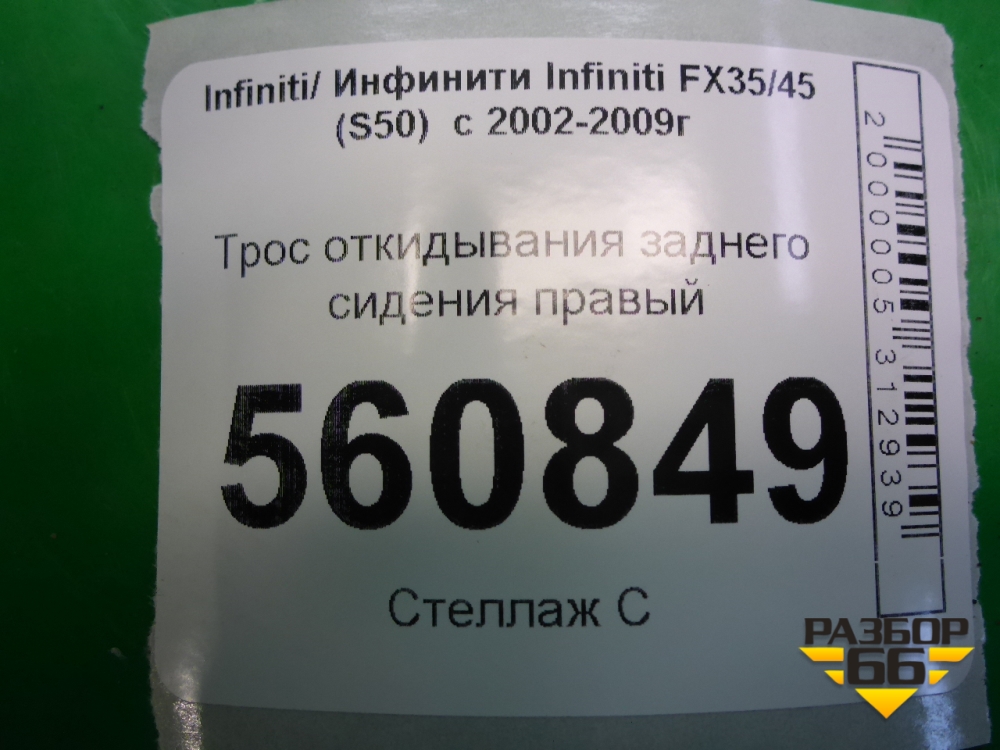 Infiniti/ Инфинити Infiniti FX35/45
(S50) с 2002-2009г
Трос откидывания заднего
сидения правый
560849
Стеллаж С
2000005312939
РАЗБОР
66